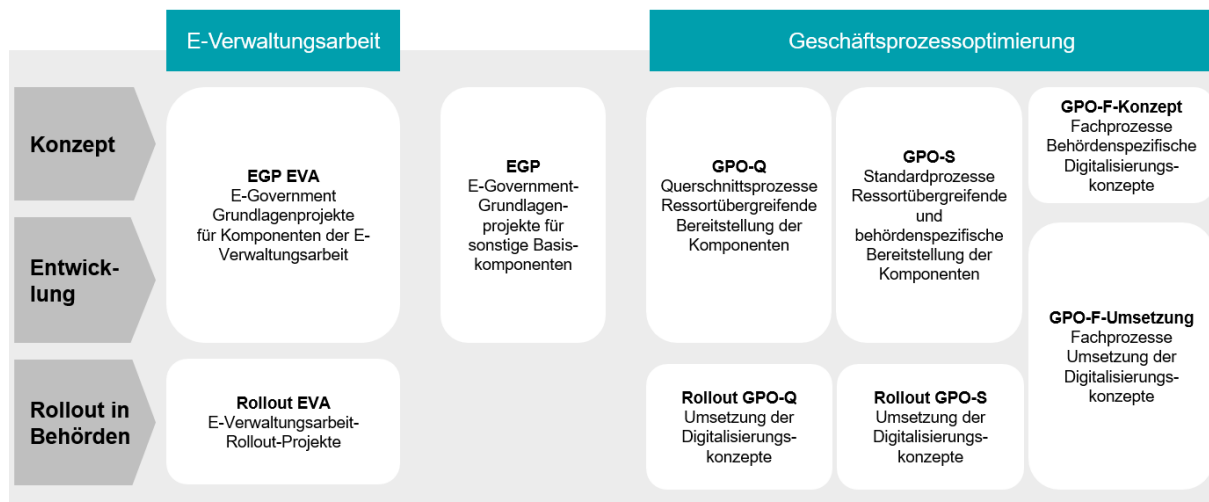 E-Verwaltungsarbeit
Geschäftsprozessoptimierung
Konzept
Entwick-
lung
Rollout in
Behörden
EGP EVA
E-Government
Grundlagenprojekte
für Komponenten der E-
Verwaltungsarbeit
Rollout EVA
E-Verwaltungsarbeit-
Rollout-Projekte
EGP
E-Government-
Grundlagen-
projekte für
sonstige Basis-
komponenten
GPO-Q
Querschnittsprozesse
Ressortübergreifende
Bereitstellung der
Komponenten
Rollout GPO-Q
Umsetzung der
Digitalisierungs-
konzepte
GPO-S
Standardprozesse
Ressortübergreifende
und
behördenspezifische
Bereitstellung der
Komponenten
Rollout GPO-S
Umsetzung der
Digitalisierungs-
konzepte
GPO-F-Konzept
Fachprozesse
Behördenspezifische
Digitalisierungs-
konzepte
GPO-F-Umsetzung
Fachprozesse
Umsetzung der
Digitalisierungs-
konzepte